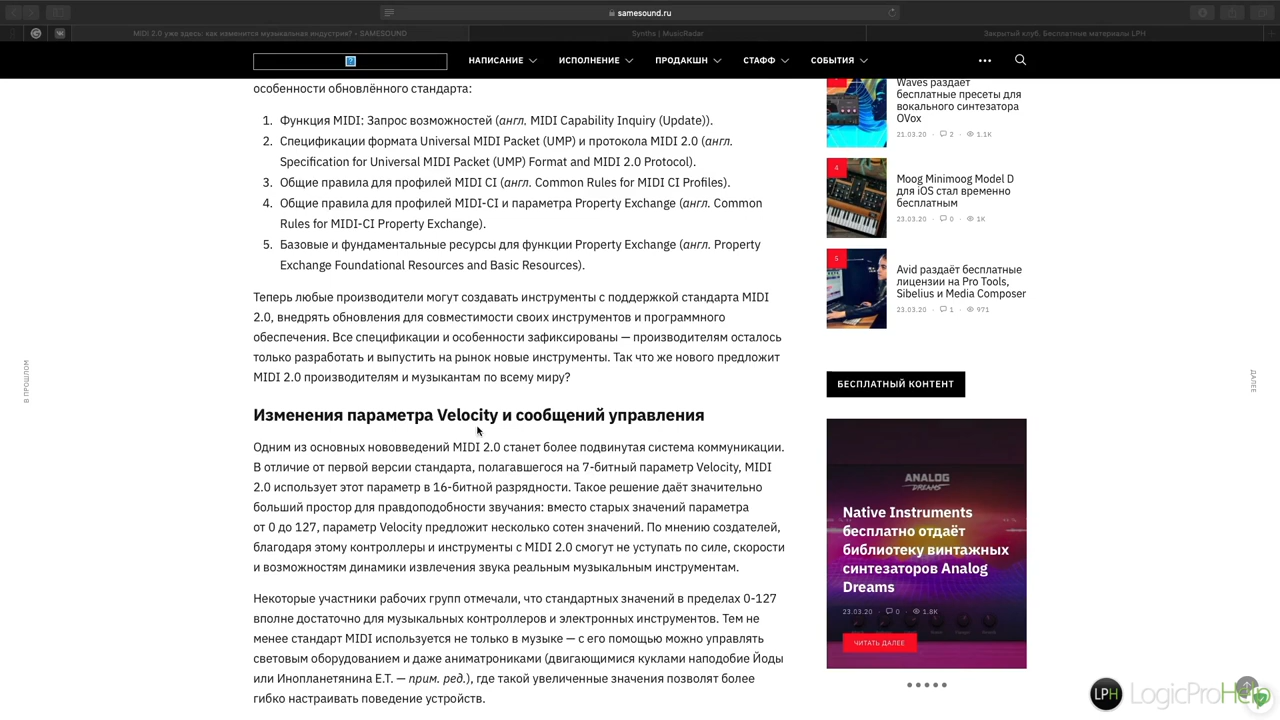 samesound.ru
MIDI 2.0 уже здесь: как изменится музыкальная индустрия? - SAMESOUND
Synths | MusicRadar
Закрытый клуб. Бесплатные материалы LPH
НАПИСАНИЕ
ИСПОЛНЕНИЕ
ПРОДАКШН
СТАФФ
СОБЫТИЯ
особенности обновлённого стандарта:
1. Функция MIDI: Запрос возможностей (англ. MIDI Capability Inquiry (Update)).
2. Спецификации формата Universal MIDI Packet (UMP) и протокола MIDI 2.0 (англ.
Specification for Universal MIDI Packet (UMP) Format and MIDI 2.0 Protocol).
3. Общие правила для профилей MIDI CI (англ. Common Rules for MIDI CI Profiles).
4. Общие правила для профилей MIDI-CI и параметра Property Exchange (англ. Common
Rules for MIDI-CI Property Exchange).
5. Базовые и фундаментальные ресурсы для функции Property Exchange (англ. Property
Exchange Foundational Resources and Basic Resources).
Теперь любые производители могут создавать инструменты с поддержкой стандарта MIDI
2.0, внедрять обновления для совместимости своих инструментов и программного
обеспечения. Все спецификации и особенности зафиксированы — производителям осталось
только разработать и выпустить на рынок новые инструменты. Так что же нового предложит
MIDI 2.0 производителям и музыкантам по всему миру?
Изменения параметра Velocity и сообщений управления
Одним из основных нововведений MIDI 2.0 станет более подвинутая система коммуникации.
В отличие от первой версии стандарта, полагавшегося на 7-битный параметр Velocity, MIDI
2.0 использует этот параметр в 16-битной разрядности. Такое решение даёт значительно
больший простор для правдоподобности звучания: вместо старых значений параметра
от 0 до 127, параметр Velocity предложит несколько сотен значений. По мнению создателей,
благодаря этому контроллеры и инструменты с MIDI 2.0 смогут не уступать по силе, скорости
и возможностям динамики извлечения звука реальным музыкальным инструментам.
Некоторые участники рабочих групп отмечали, что стандартных значений в пределах 0-127
вполне достаточно для музыкальных контроллеров и электронных инструментов. Тем не
менее стандарт MIDI используется не только в музыке — с его помощью можно управлять
световым оборудованием и даже аниматрониками (двигающимися куклами наподобие Йоды
или Инопланетянина Е.Т. — прим. ред.), где такой увеличенные значения позволят более
гибко настраивать поведение устройств.
В ПРОШЛОМ
ДАЛЕЕ
Waves раздает
бесплатные пресеты для
вокального синтезатора
OVox
21.03.20 · 2 · 1.1K
4
Moog Minimoog Model D
для iOS стал временно
бесплатным
23.03.20 · 0 · 1K
5
Avid раздаёт бесплатные
лицензии на Pro Tools,
Sibelius и Media Composer
23.03.20 · 1 · 971
БЕСПЛАТНЫЙ КОНТЕНТ
ANALOG
DREAMS
Native Instruments
бесплатно отдаёт
библиотеку винтажных
синтезаторов Analog
Dreams
23.03.20 · 0 · 1.8K
ЧИТАТЬ ДАЛЕЕ
LPH LogicProHelp